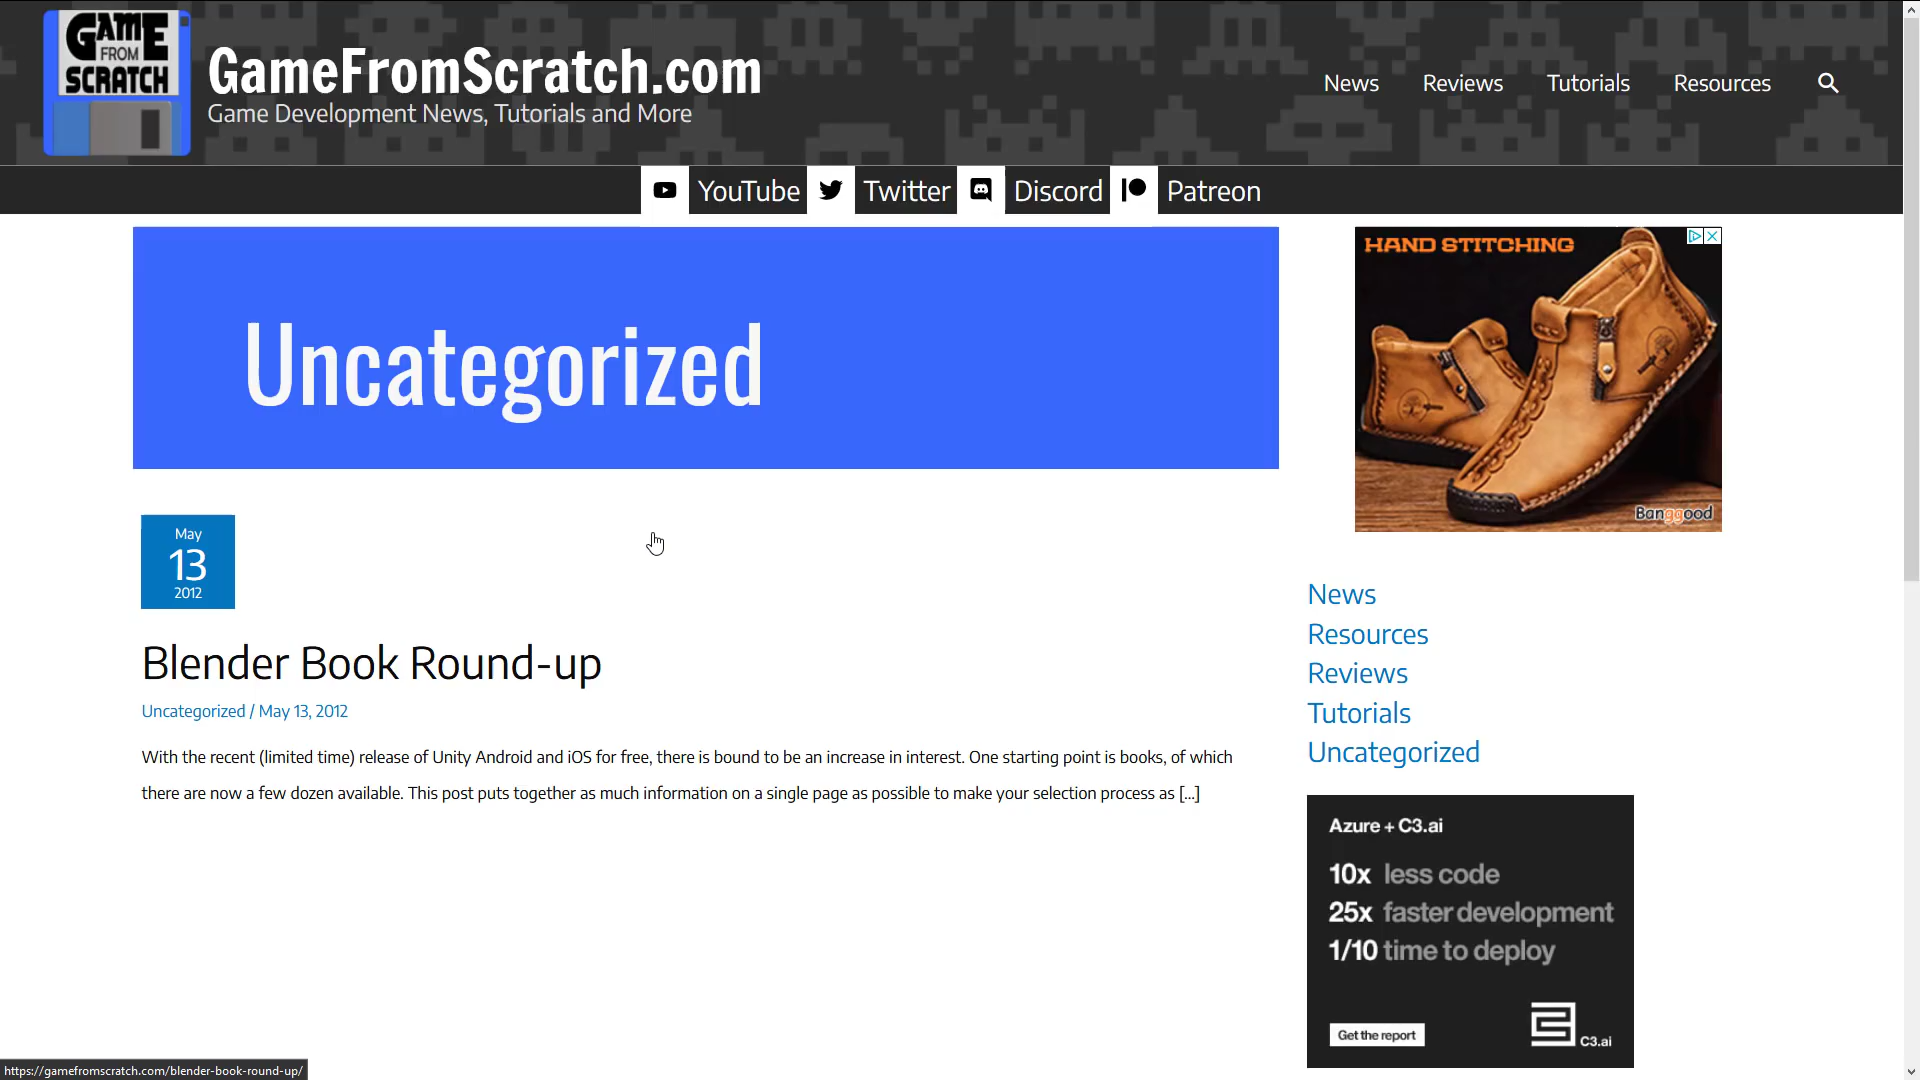 GAME
FROM
SCRATCH
GameFromScratch.com
Game Development News, Tutorials and More
News
Reviews
Tutorials
Resources
YouTube
Twitter
Discord
Patreon
Uncategorized
HAND STITCHING
Banggood
May
13
2012
Blender Book Round-up
Uncategorized / May 13, 2012
With the recent (limited time) release of Unity Android and iOS for free, there is bound to be an increase in interest. One starting point is books, of which
there are now a few dozen available. This post puts together as much information on a single page as possible to make your selection process as [...]
News
Resources
Reviews
Tutorials
Uncategorized
Azure + C3.ai
10x less code
25x faster development
1/10 time to deploy
Get the report
C3.ai
https://gamefromscratch.com/blender-book-round-up/